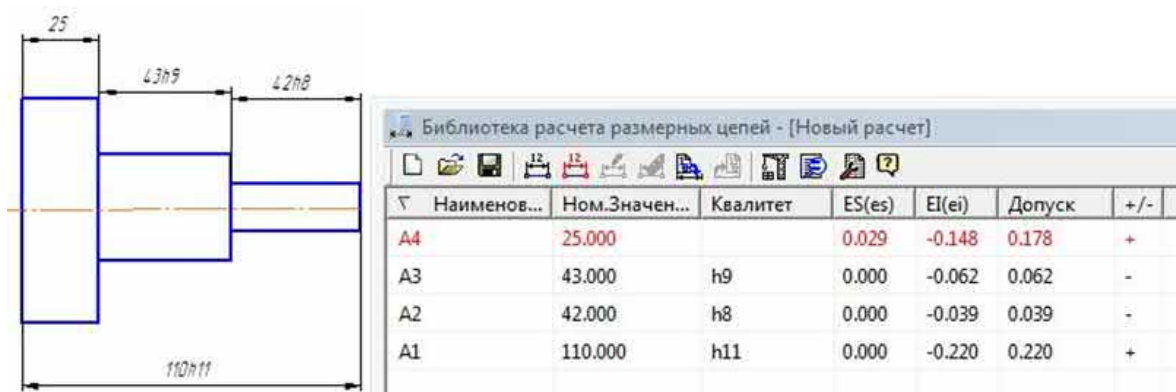 25
43h9
42h8
110h11
Библиотека расчета размерных цепей - [Новый расчет]
Наименов... Ном.Значен... Квалитет ES(es) EI(ei) Допуск +/-
A4 25.000 0.029 -0.148 0.178 +
A3 43.000 h9 0.000 -0.062 0.062 -
A2 42.000 h8 0.000 -0.039 0.039 -
A1 110.000 h11 0.000 -0.220 0.220 +